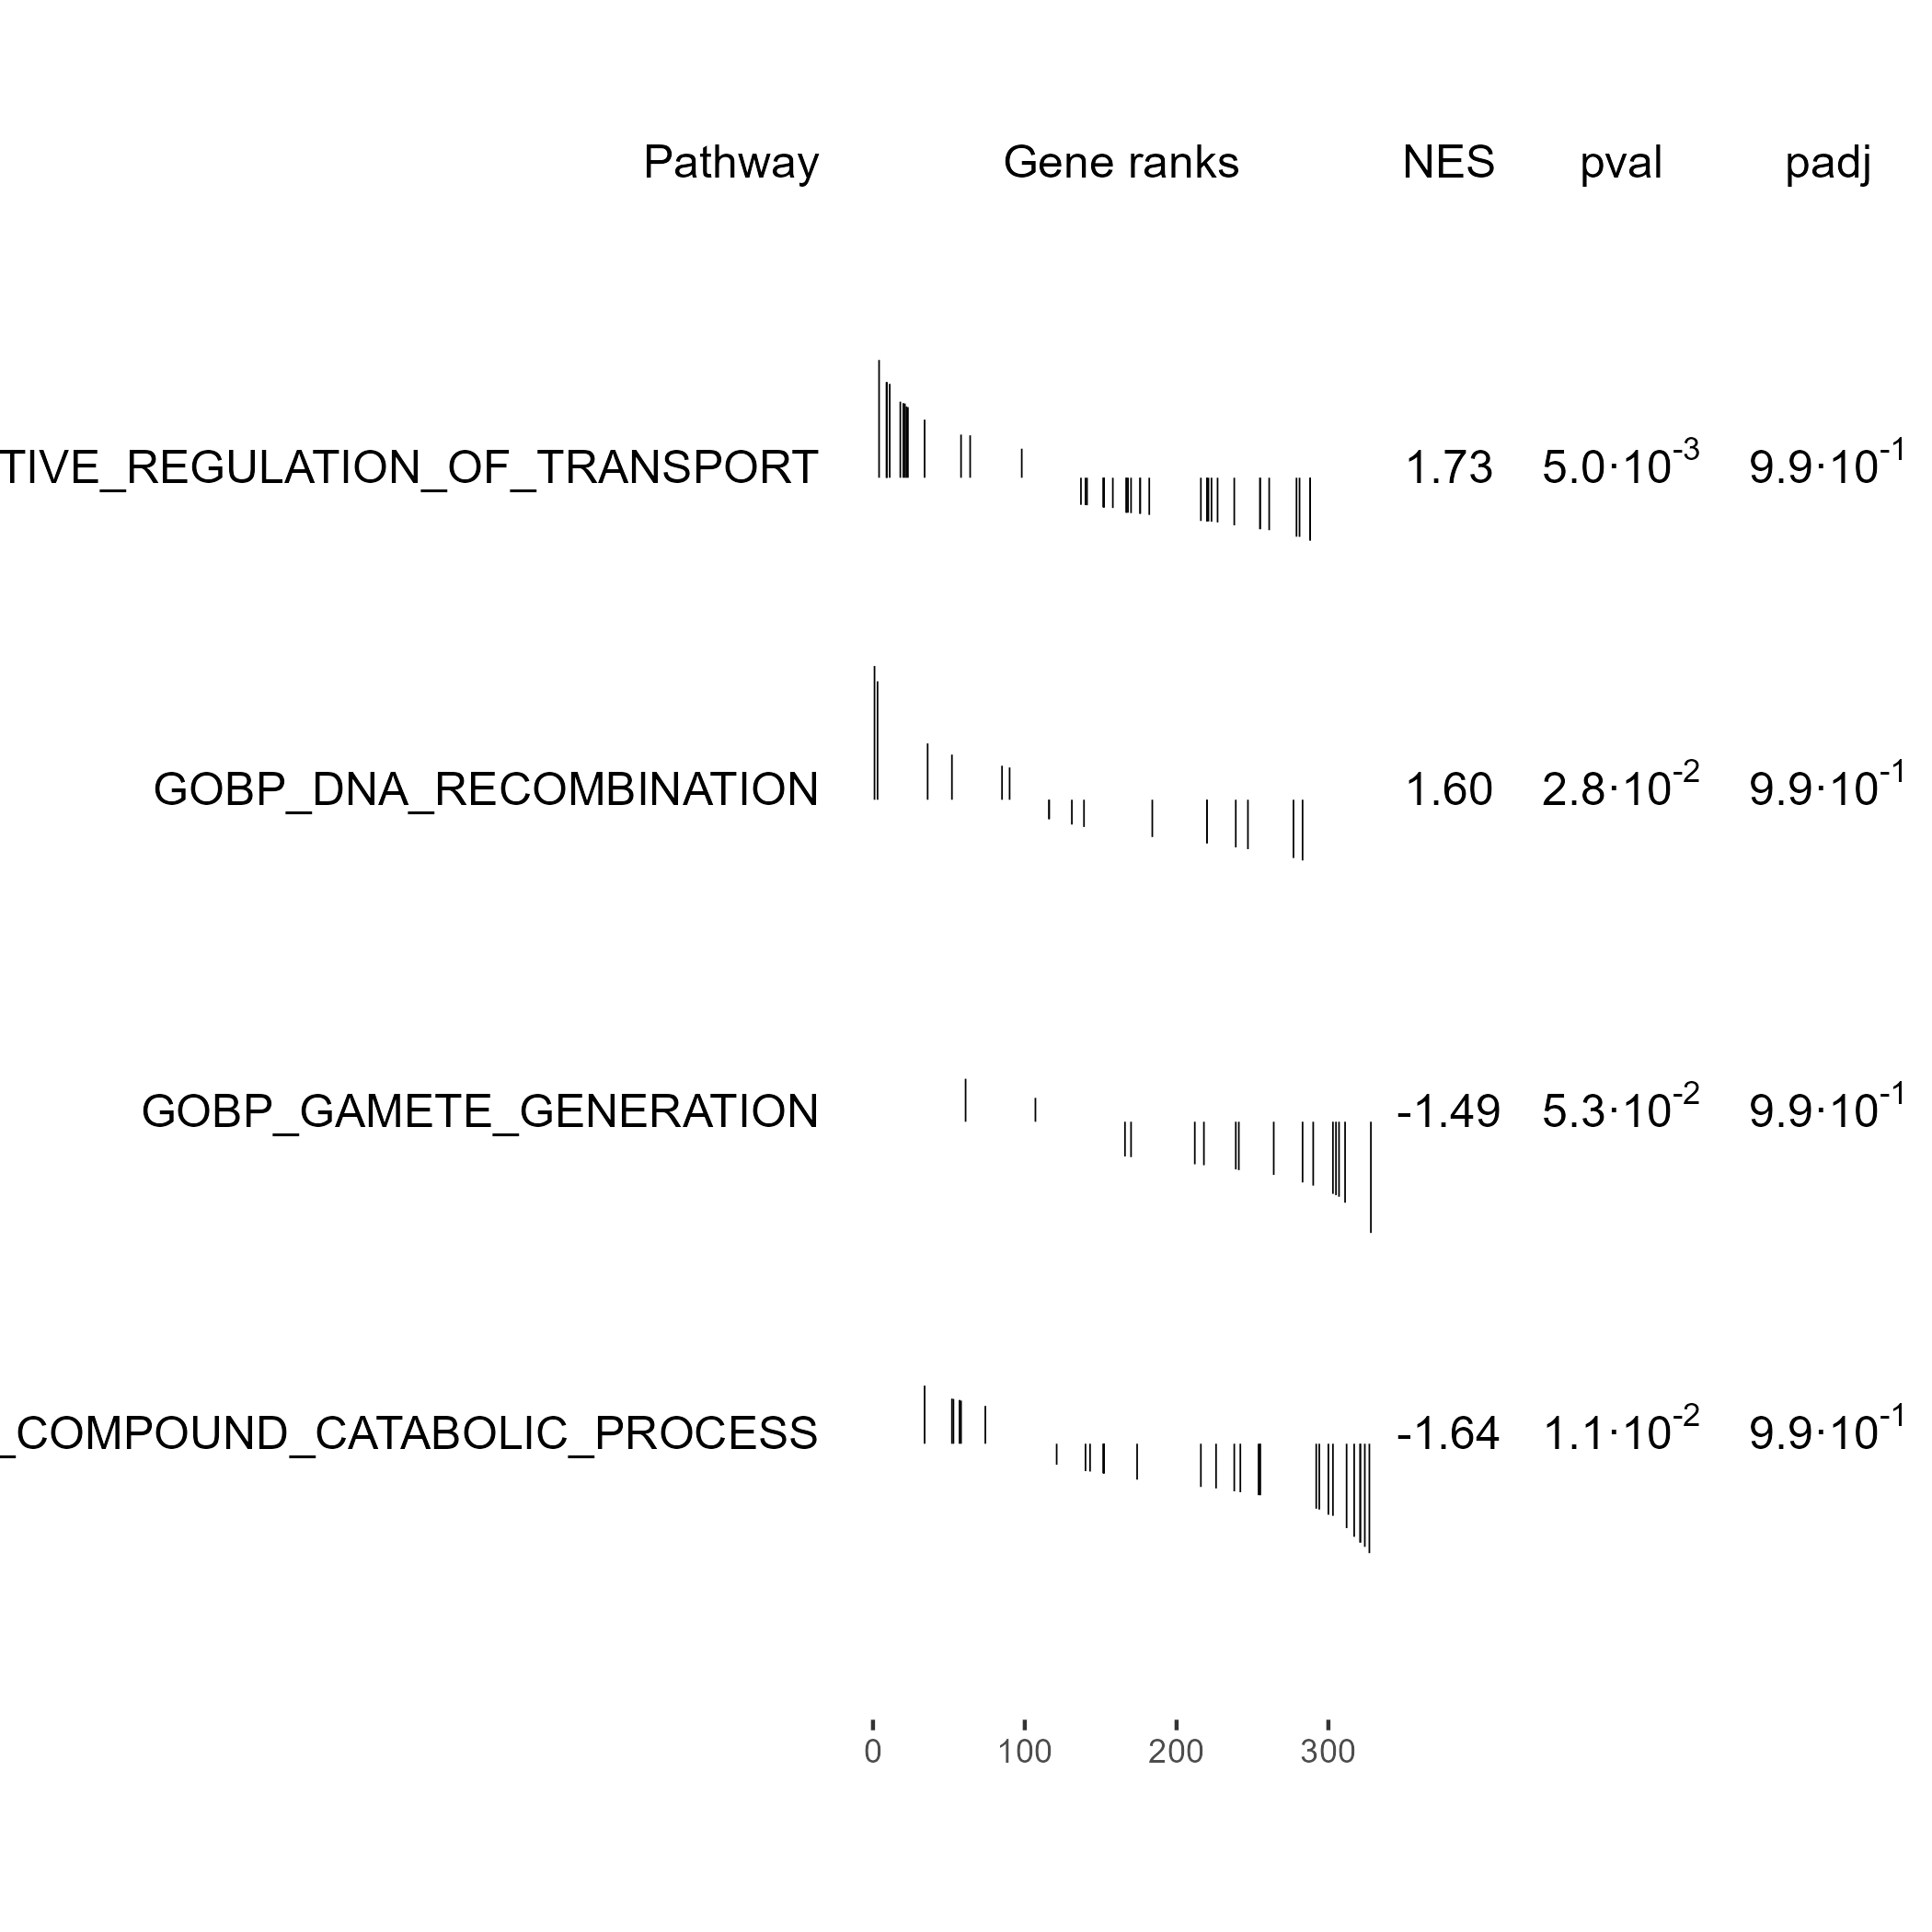 Pathway Gene ranks NES pval padj
TIVE_REGULATION_OF_TRANSPORT 1.73 5.0·10⁻³ 9.9·10⁻¹
GOBP_DNA_RECOMBINATION 1.60 2.8·10⁻² 9.9·10⁻¹
GOBP_GAMETE_GENERATION -1.49 5.3·10⁻² 9.9·10⁻¹
_COMPOUND_CATABOLIC_PROCESS -1.64 1.1·10⁻² 9.9·10⁻¹
0 100 200 300